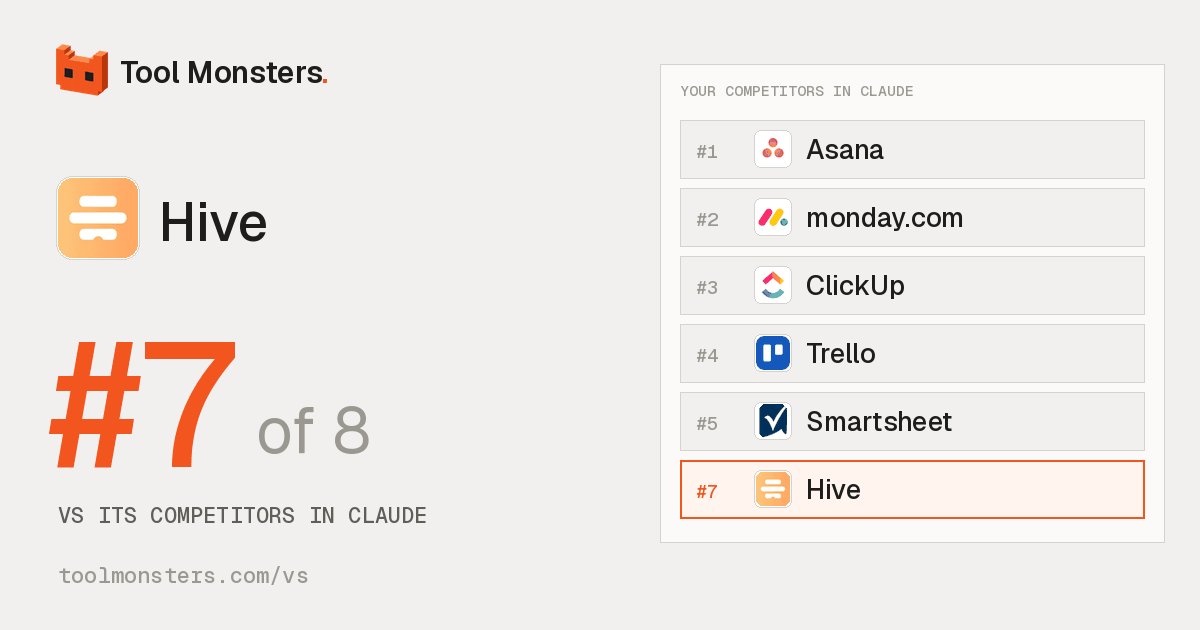 Tool Monsters.
Hive
#7 of 8
VS ITS COMPETITORS IN CLAUDE
toolmonsters.com/vs
YOUR COMPETITORS IN CLAUDE
#1 Asana
#2 monday.com
#3 ClickUp
#4 Trello
#5 Smartsheet
#7 Hive